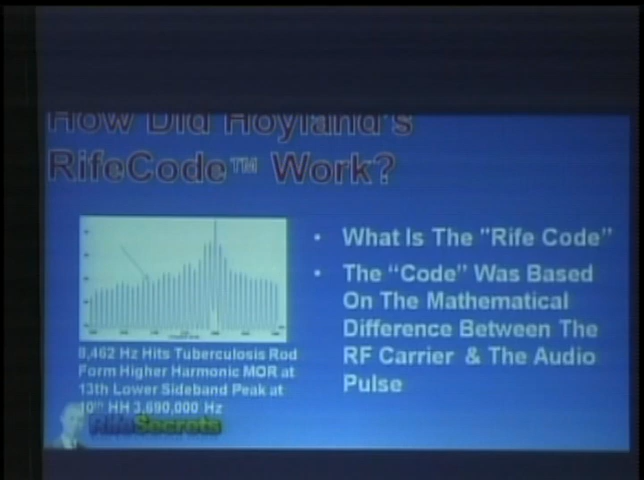 How Did Hoyland's
RifeCode™ Work?
• What Is The "Rife Code"
• The "Code" Was Based
On The Mathematical
Difference Between The
RF Carrier & The Audio
Pulse
8,462 Hz Hits Tuberculosis Rod
Form Higher Harmonic MOR at
13th Lower Sideband Peak at
10th HH 3,690,000 Hz
RifeSecrets